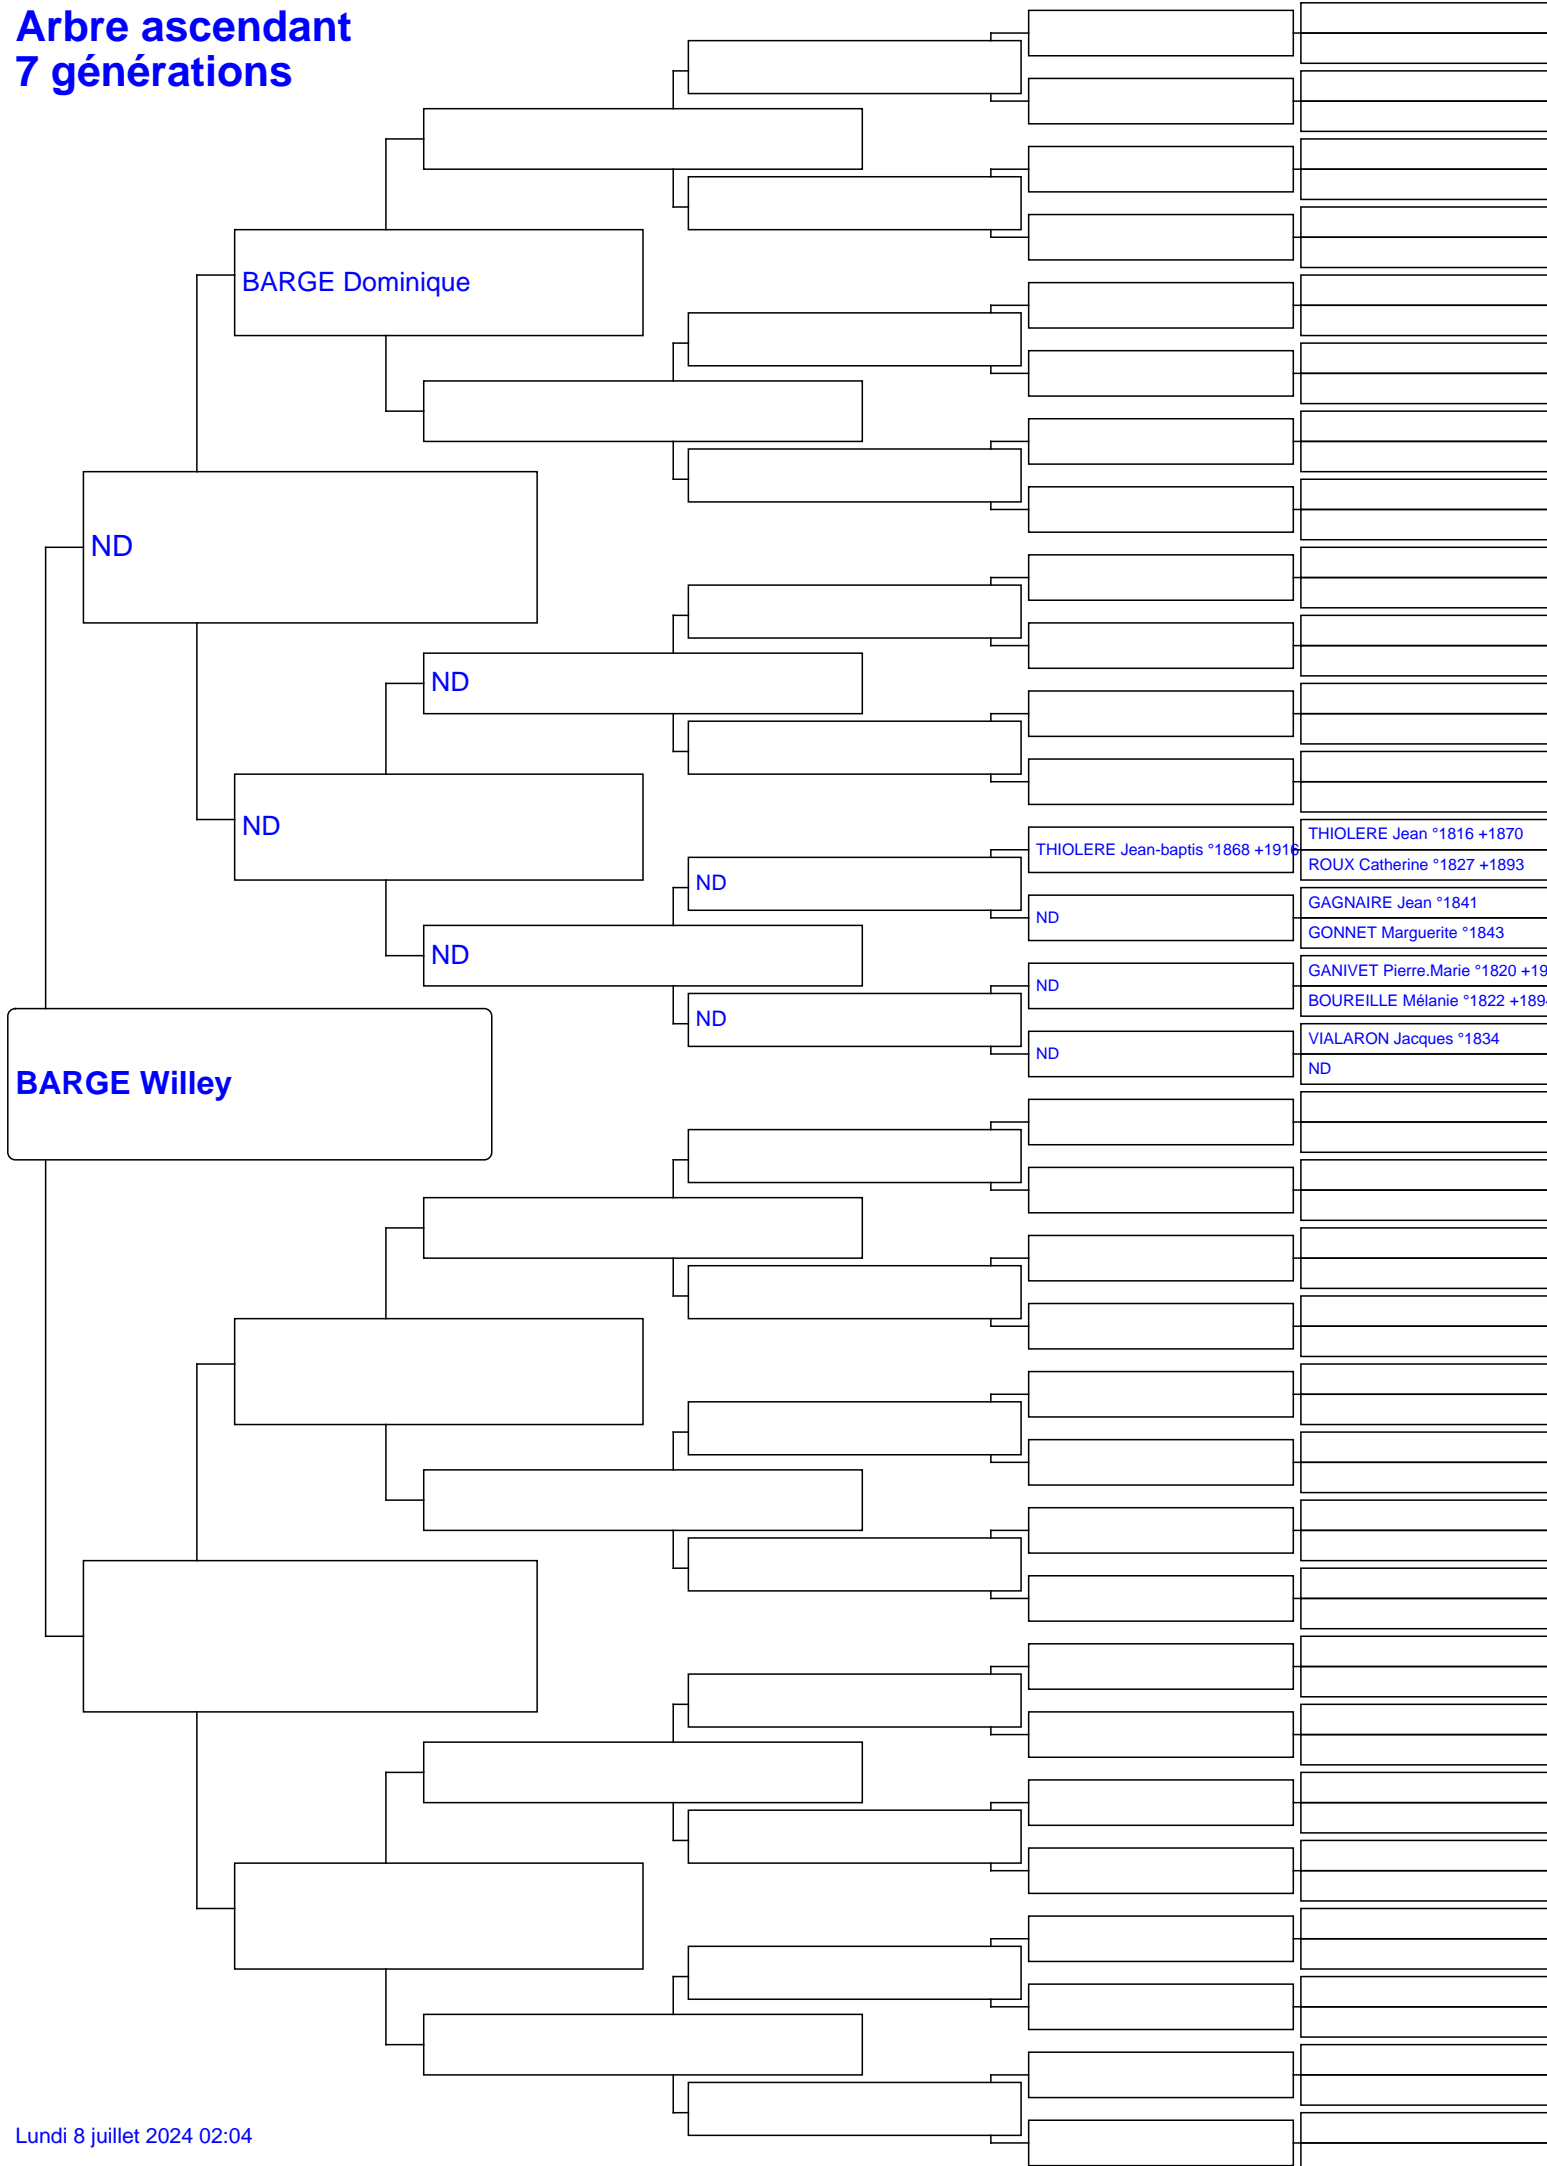 Arbre ascendant
7 générations
BARGE Dominique
ND
ND
ND
THIOLERE Jean-baptis °1868 +1916
THIOLERE Jean °1816 +1870
ROUX Catherine °1827 +1893
ND
ND
GAGNAIRE Jean °1841
GONNET Marguerite °1843
ND
ND
GANIVET Pierre.Marie °1820 +19
BOUREILLE Mélanie °1822 +1894
ND
ND
VIALARON Jacques °1834
ND
BARGE Willey
Lundi 8 juillet 2024 02:04